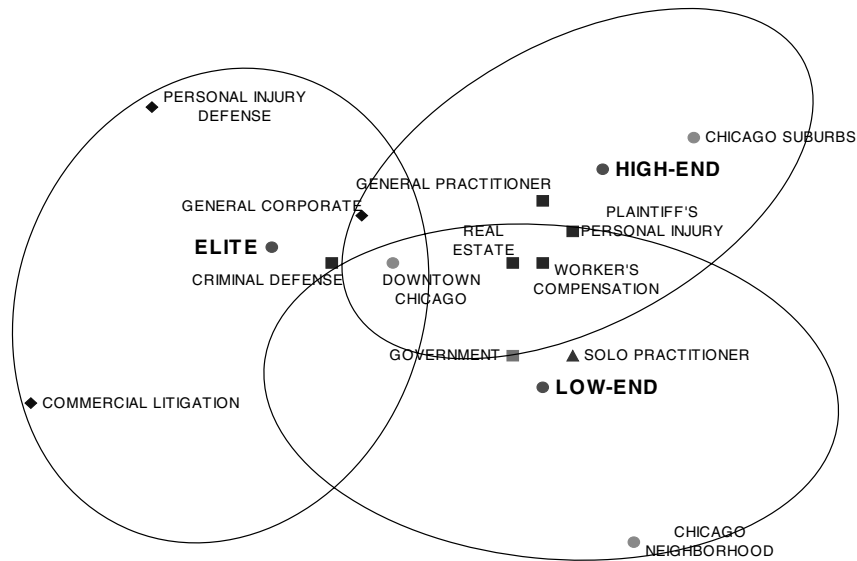 PERSONAL INJURY
DEFENSE
CHICAGO SUBURBS
HIGH-END
GENERAL PRACTITIONER
GENERAL CORPORATE
PLAINTIFF'S
PERSONAL INJURY
REAL
ESTATE
ELITE
CRIMINAL DEFENSE
DOWNTOWN
CHICAGO
WORKER'S
COMPENSATION
GOVERNMENT
SOLO PRACTITIONER
LOW-END
COMMERCIAL LITIGATION
CHICAGO
NEIGHBORHOOD